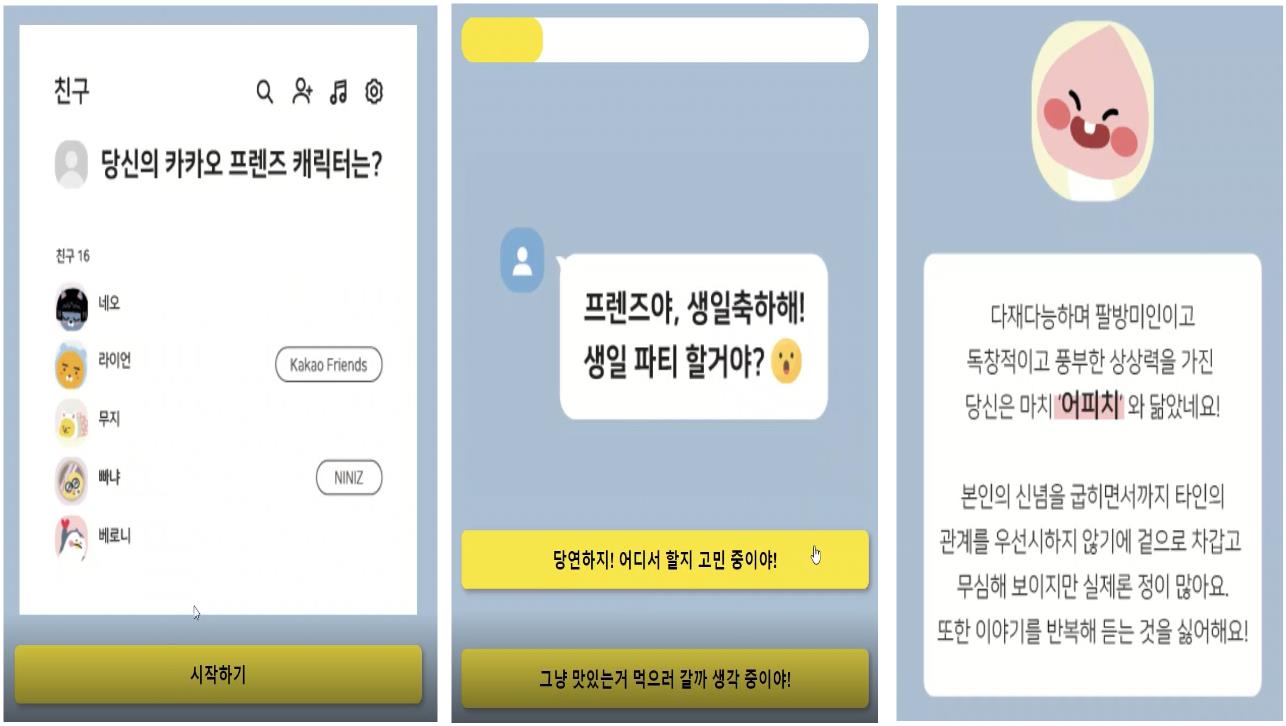 친구
당신의 카카오 프렌즈 캐릭터는?
친구 16
네오
라이언
Kakao Friends
무지
빠냐
NINIZ
베로니
시작하기
프렌즈야, 생일축하해!
생일 파티 할거야? 😮
당연하지! 어디서 할지 고민 중이야!
그냥 맛있는거 먹으러 갈까 생각 중이야!
다재다능하며 팔방미인이고
독창적이고 풍부한 상상력을 가진
당신은 마치 '어피치' 와 닮았네요!
본인의 신념을 굽히면서까지 타인의
관계를 우선시하지 않기에 겉으로 차갑고
무심해 보이지만 실제론 정이 많아요.
또한 이야기를 반복해 듣는 것을 싫어해요!